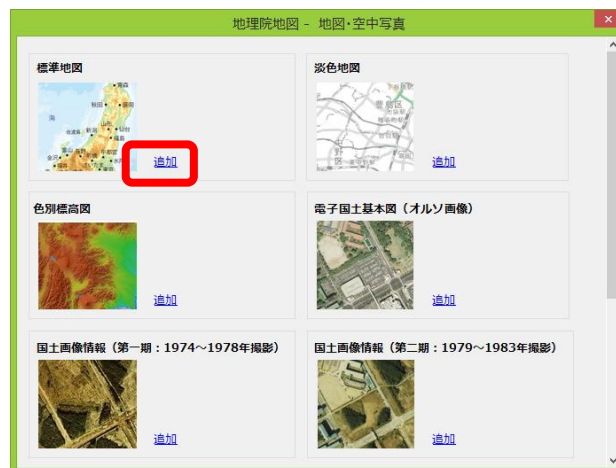 地理院地図 - 地図・空中写真
標準地図
追加
淡色地図
追加
色別標高図
追加
電子国土基本図（オルソ画像）
追加
国土画像情報（第一期：1974～1978年撮影）
追加
国土画像情報（第二期：1979～1983年撮影）
追加